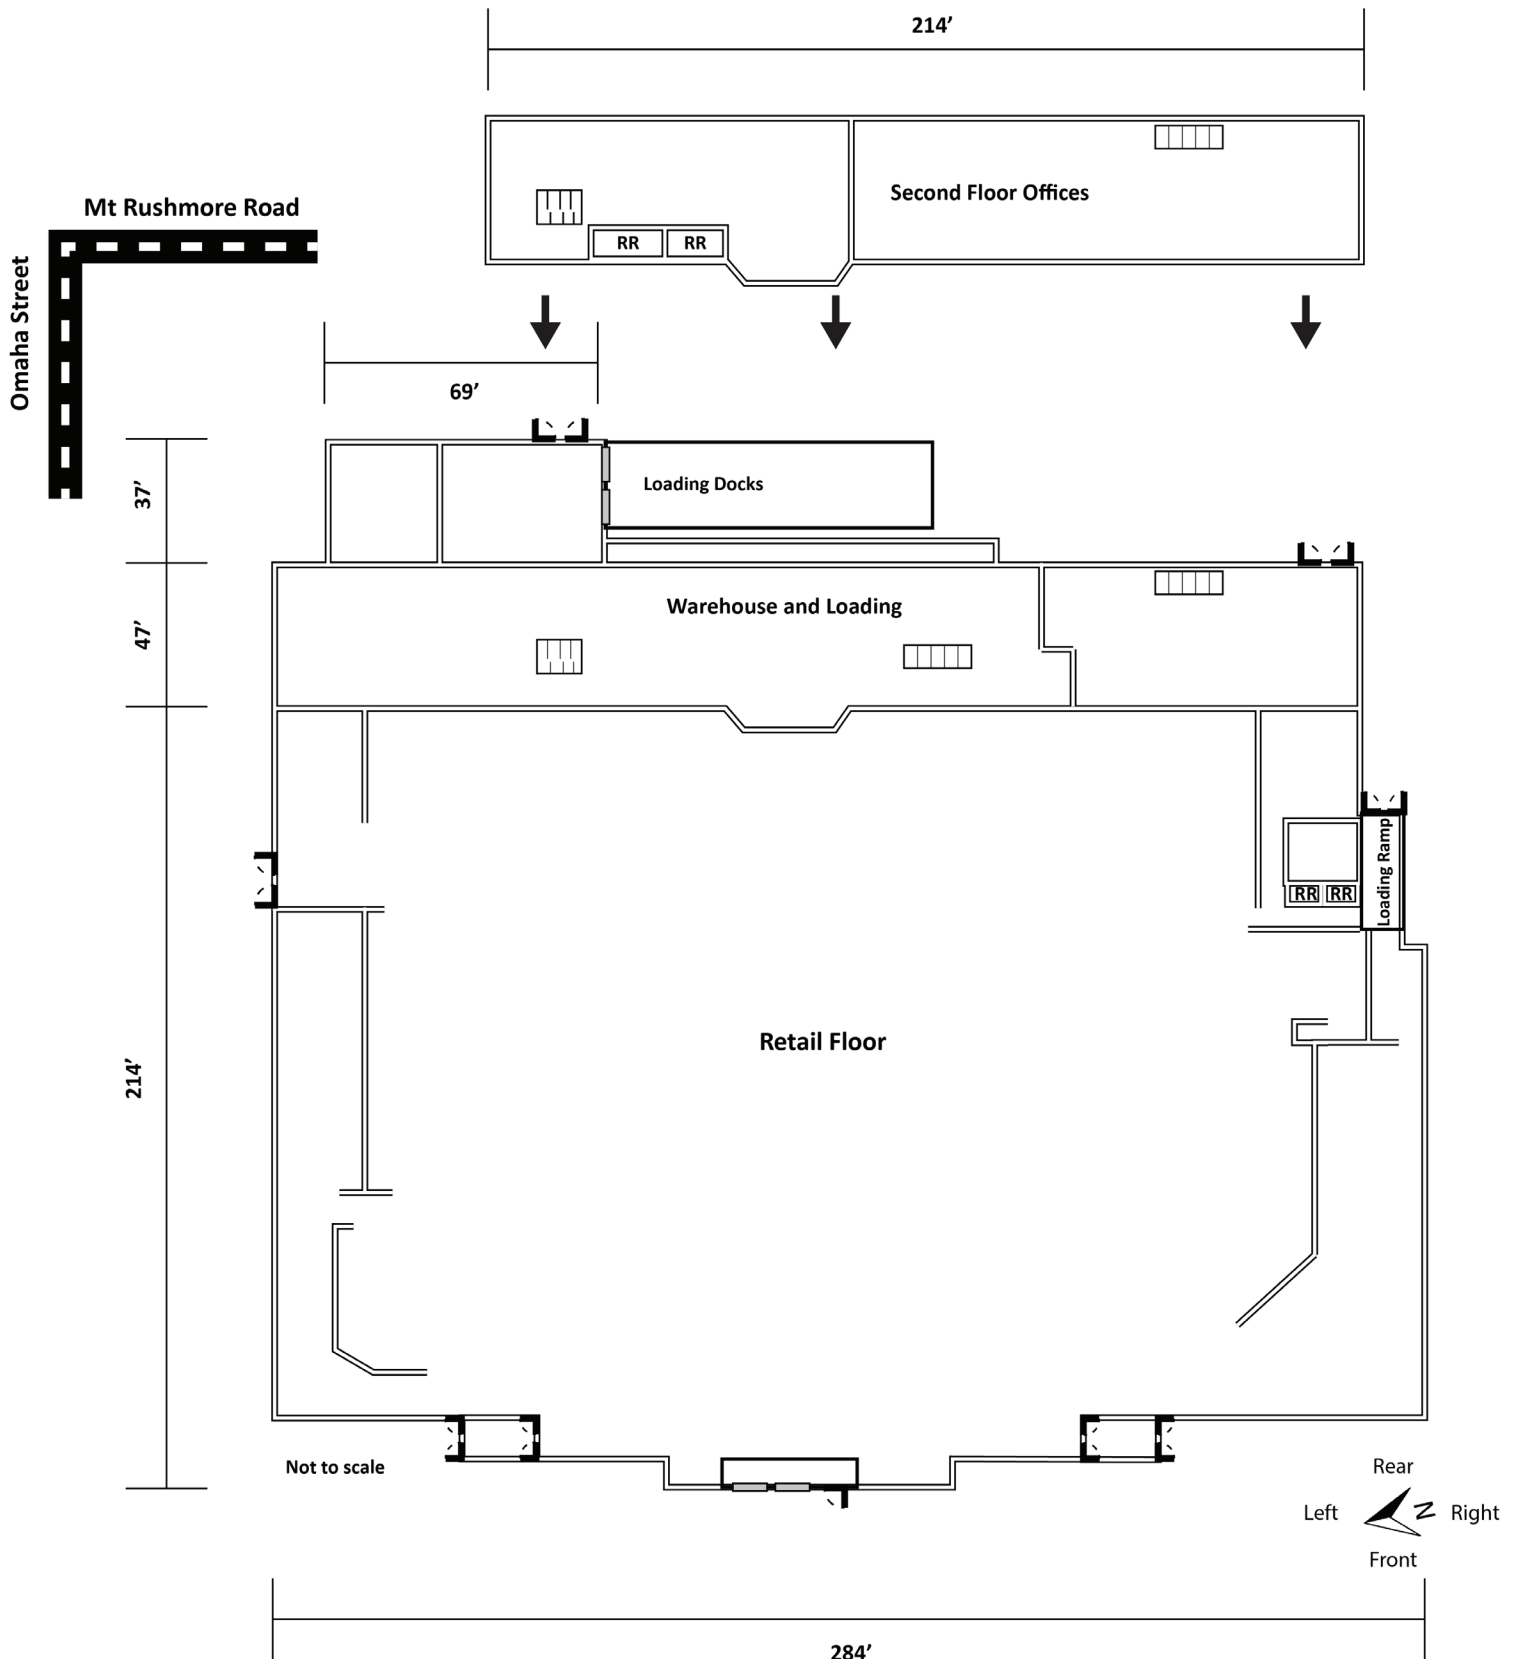 214’
Second Floor Offices
RR
RR
Mt Rushmore Road
Omaha Street
69’
37’
Loading Docks
47’
Warehouse and Loading
Loading Ramp
RR
RR
214’
Retail Floor
Not to scale
Rear
Left
N
Right
Front
284’